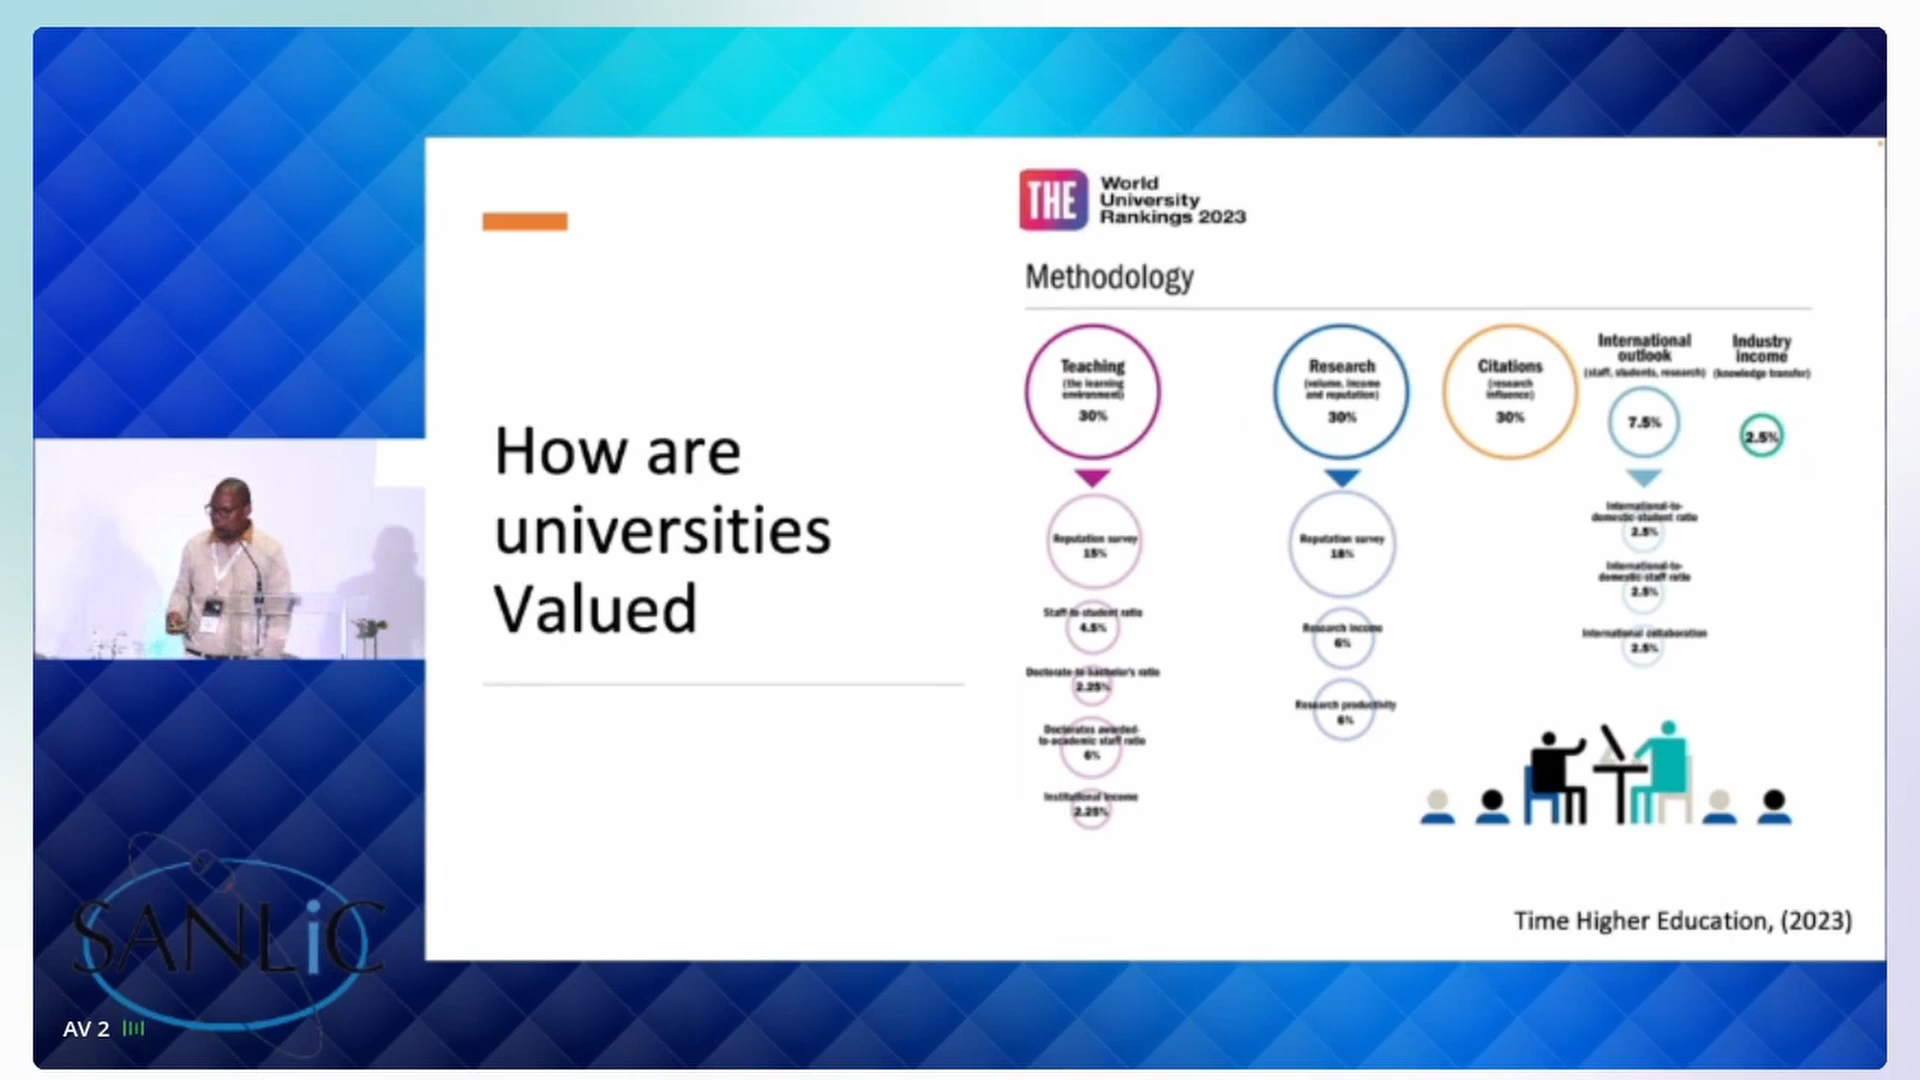 How are
universities
Valued
THE
World
University
Rankings 2023
Methodology
Teaching
(the learning
environment)
30%
Reputation survey
15%
Staff-to-student ratio
4.5%
Doctorate-to-bachelor's ratio
2.25%
Doctorates awarded-
to-academic staff ratio
6%
Institutional income
2.25%
Research
(volume, income
and reputation)
30%
Reputation survey
18%
Research income
6%
Research productivity
6%
Citations
(research
influence)
30%
International
outlook
(staff, students, research)
7.5%
International-to-
domestic-student ratio
2.5%
International-to-
domestic-staff ratio
2.5%
International collaboration
2.5%
Industry
income
(knowledge transfer)
2.5%
Time Higher Education, (2023)
SANLiC
AV 2